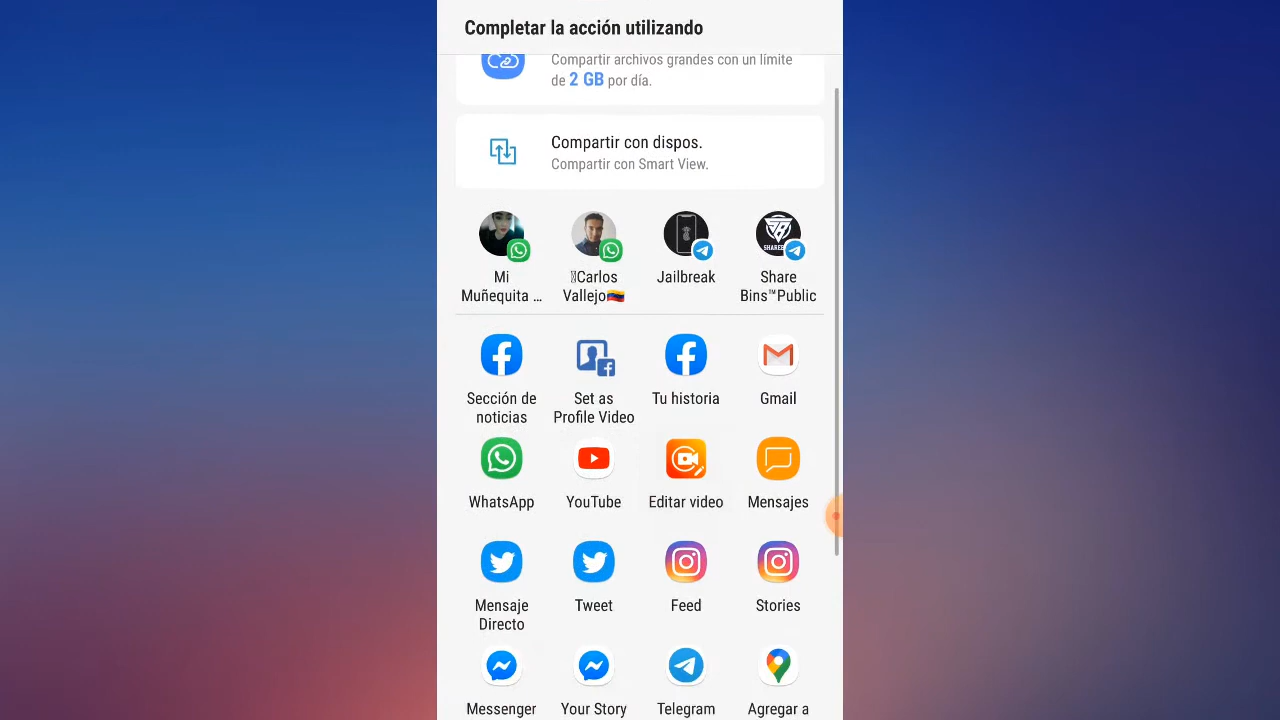 Completar la acción utilizando
Compartir archivos grandes con un límite
de 2 GB por día.
Compartir con dispos.
Compartir con Smart View.
Mi
Muñequita ...
Carlos
Vallejo🇻🇪
Jailbreak
SHAREB
Share
Bins™Public
Sección de
noticias
Set as
Profile Video
Tu historia
Gmail
WhatsApp
YouTube
Editar video
Mensajes
Mensaje
Directo
Tweet
Feed
Stories
Messenger
Your Story
Telegram
Agregar a